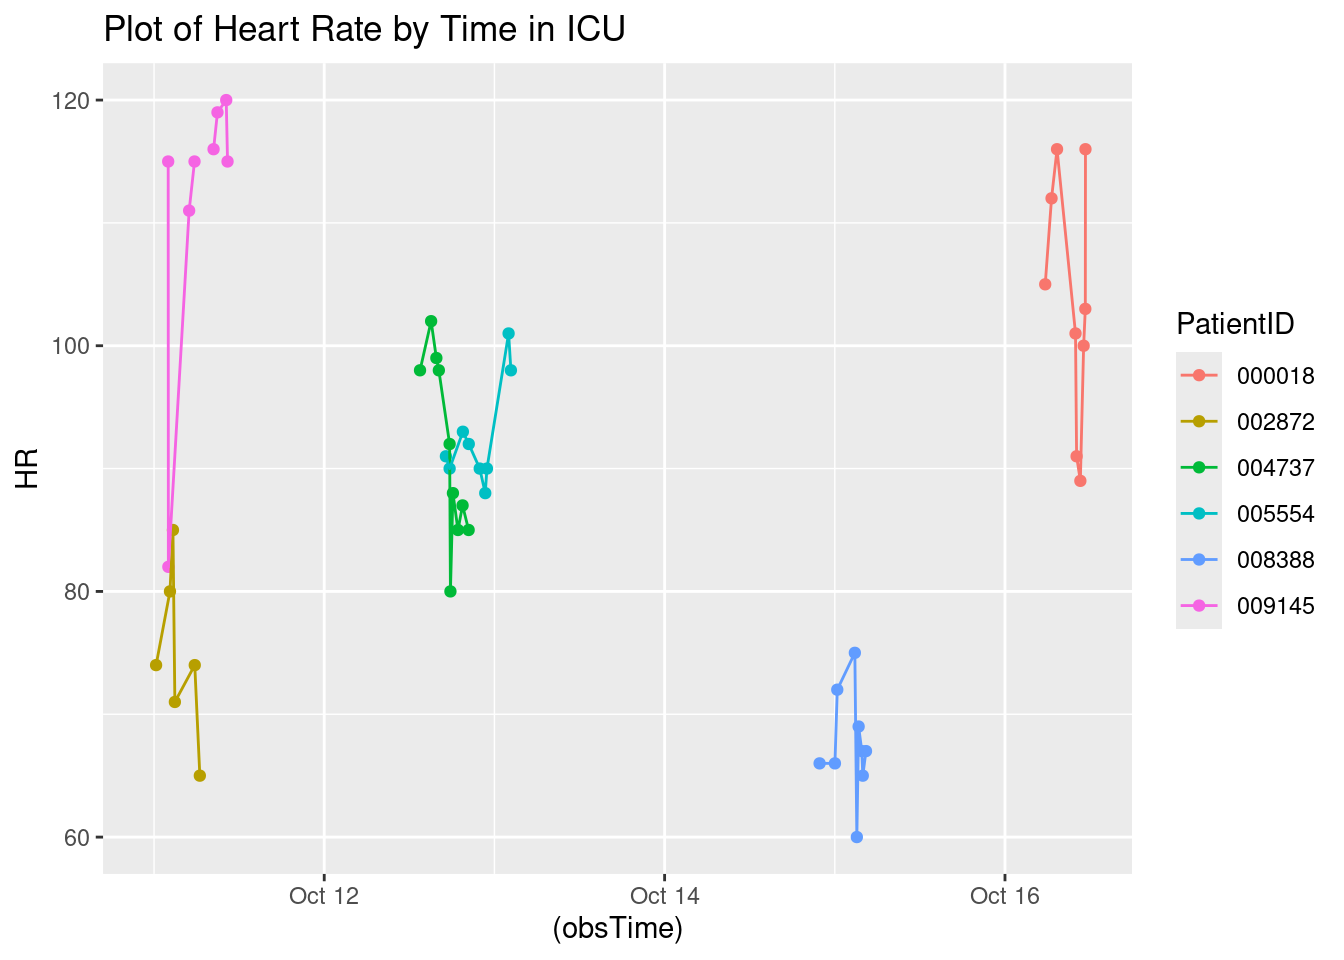 Plot of Heart Rate by Time in ICU
120
100
80
60
HR
Oct 12
Oct 14
Oct 16
(obsTime)
PatientID
000018
002872
004737
005554
008388
009145